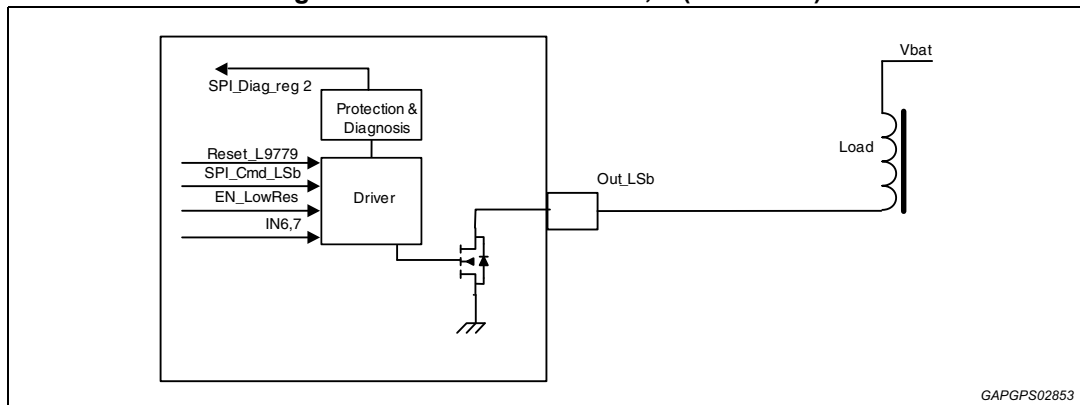 Vbat
SPI_Diag_reg 2
Protection &
Diagnosis
Load
Reset_L9779
SPI_Cmd_LSb
EN_LowRes
IN6,7
Driver
Out_LSb
GAPGPS02853